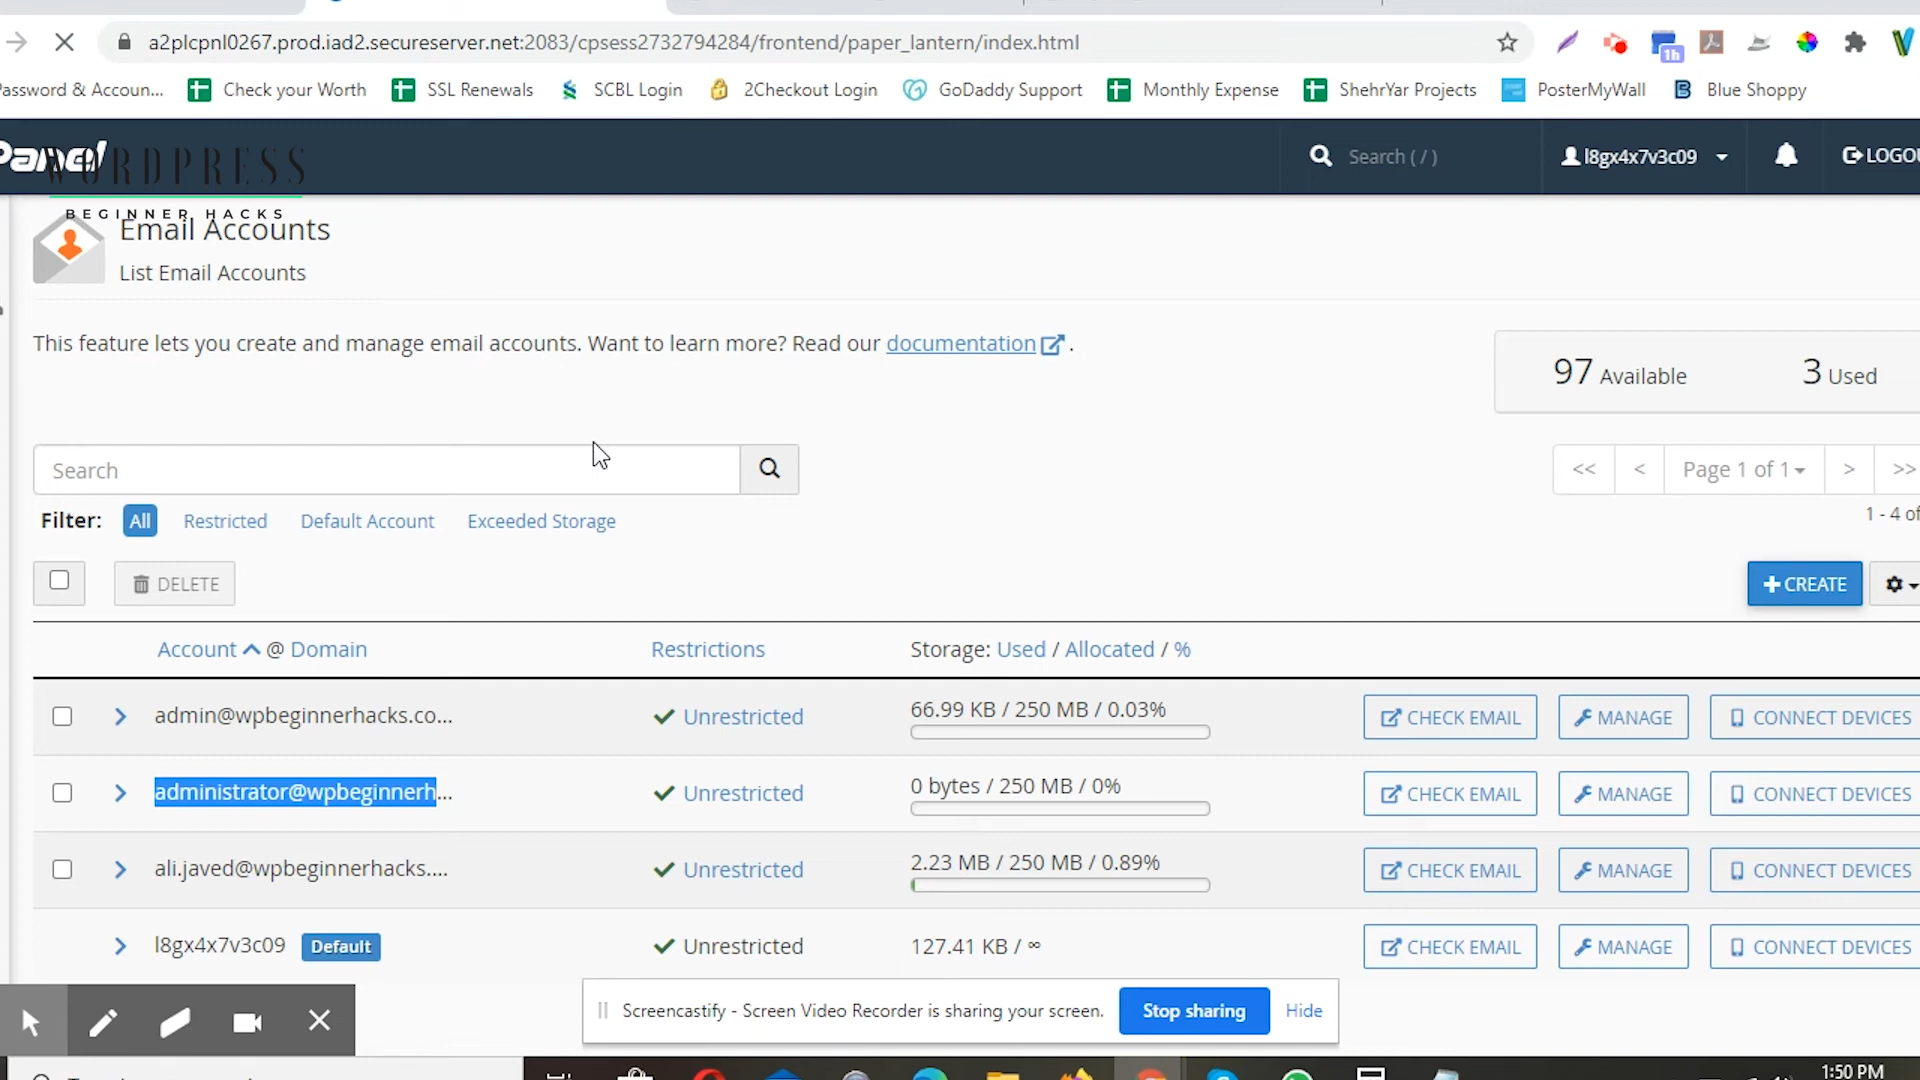 a2plcpnl0267.prod.iad2.secureserver.net:2083/cpsess2732794284/frontend/paper_lantern/index.html
1h
assword & Accoun... Check your Worth SSL Renewals SCBL Login 2Checkout Login GoDaddy Support Monthly Expense ShehrYar Projects PosterMyWall Blue Shoppy
Panel Search ( / ) l8gx4x7v3c09 LOGOU
WORDPRESS
BEGINNER HACKS
Email Accounts
List Email Accounts
This feature lets you create and manage email accounts. Want to learn more? Read our documentation .
97 Available 3 Used
Search << < Page 1 of 1 > >>
1 - 4 of
Filter: All Restricted Default Account Exceeded Storage
DELETE CREATE
Account @ Domain Restrictions Storage: Used / Allocated / %
admin@wpbeginnerhacks.co... Unrestricted 66.99 KB / 250 MB / 0.03% CHECK EMAIL MANAGE CONNECT DEVICES
administrator@wpbeginnerh... Unrestricted 0 bytes / 250 MB / 0% CHECK EMAIL MANAGE CONNECT DEVICES
ali.javed@wpbeginnerhacks.... Unrestricted 2.23 MB / 250 MB / 0.89% CHECK EMAIL MANAGE CONNECT DEVICES
l8gx4x7v3c09 Default Unrestricted 127.41 KB / ∞ CHECK EMAIL MANAGE CONNECT DEVICES
Screencastify - Screen Video Recorder is sharing your screen. Stop sharing Hide
1:50 PM